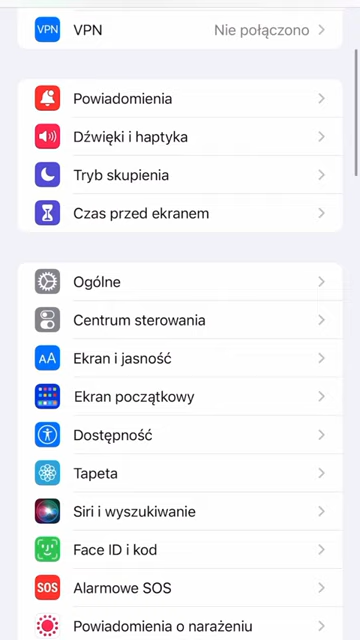 VPN
VPN Nie połączono
Powiadomienia
Dźwięki i haptyka
Tryb skupienia
Czas przed ekranem
Ogólne
Centrum sterowania
AA Ekran i jasność
Ekran początkowy
Dostępność
Tapeta
Siri i wyszukiwanie
Face ID i kod
SOS Alarmowe SOS
Powiadomienia o narażeniu